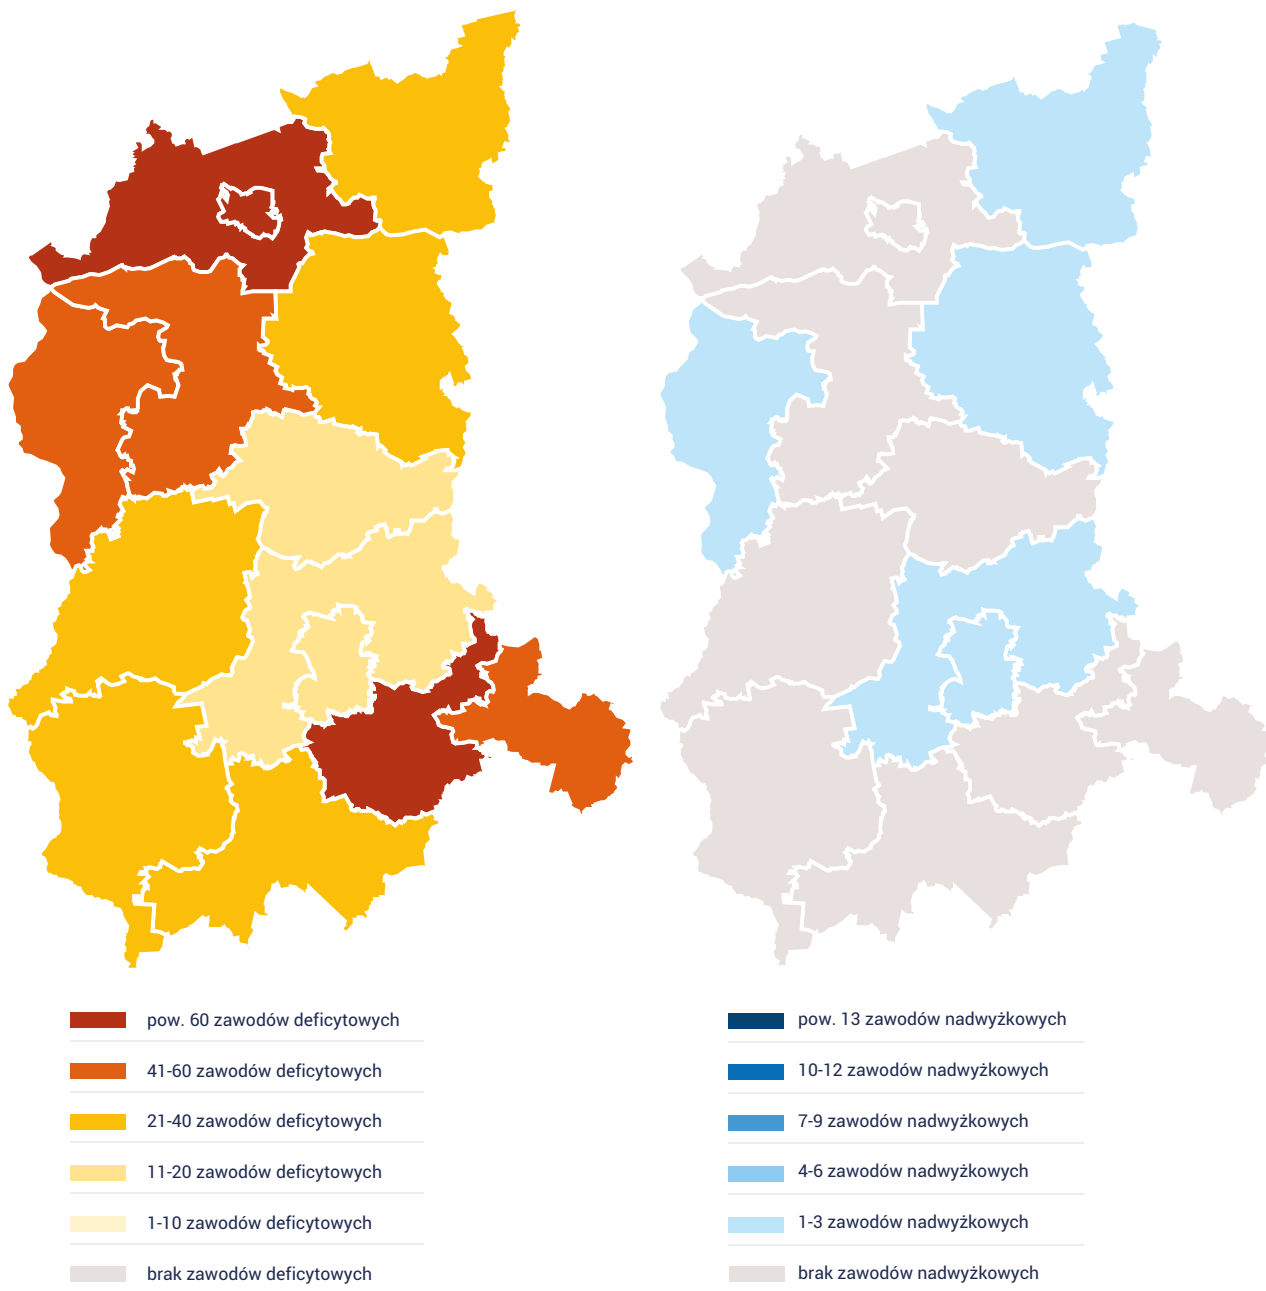 pow. 60 zawodów deficytowych
41-60 zawodów deficytowych
21-40 zawodów deficytowych
11-20 zawodów deficytowych
1-10 zawodów deficytowych
brak zawodów deficytowych
pow. 13 zawodów nadwyżkowych
10-12 zawodów nadwyżkowych
7-9 zawodów nadwyżkowych
4-6 zawodów nadwyżkowych
1-3 zawodów nadwyżkowych
brak zawodów nadwyżkowych